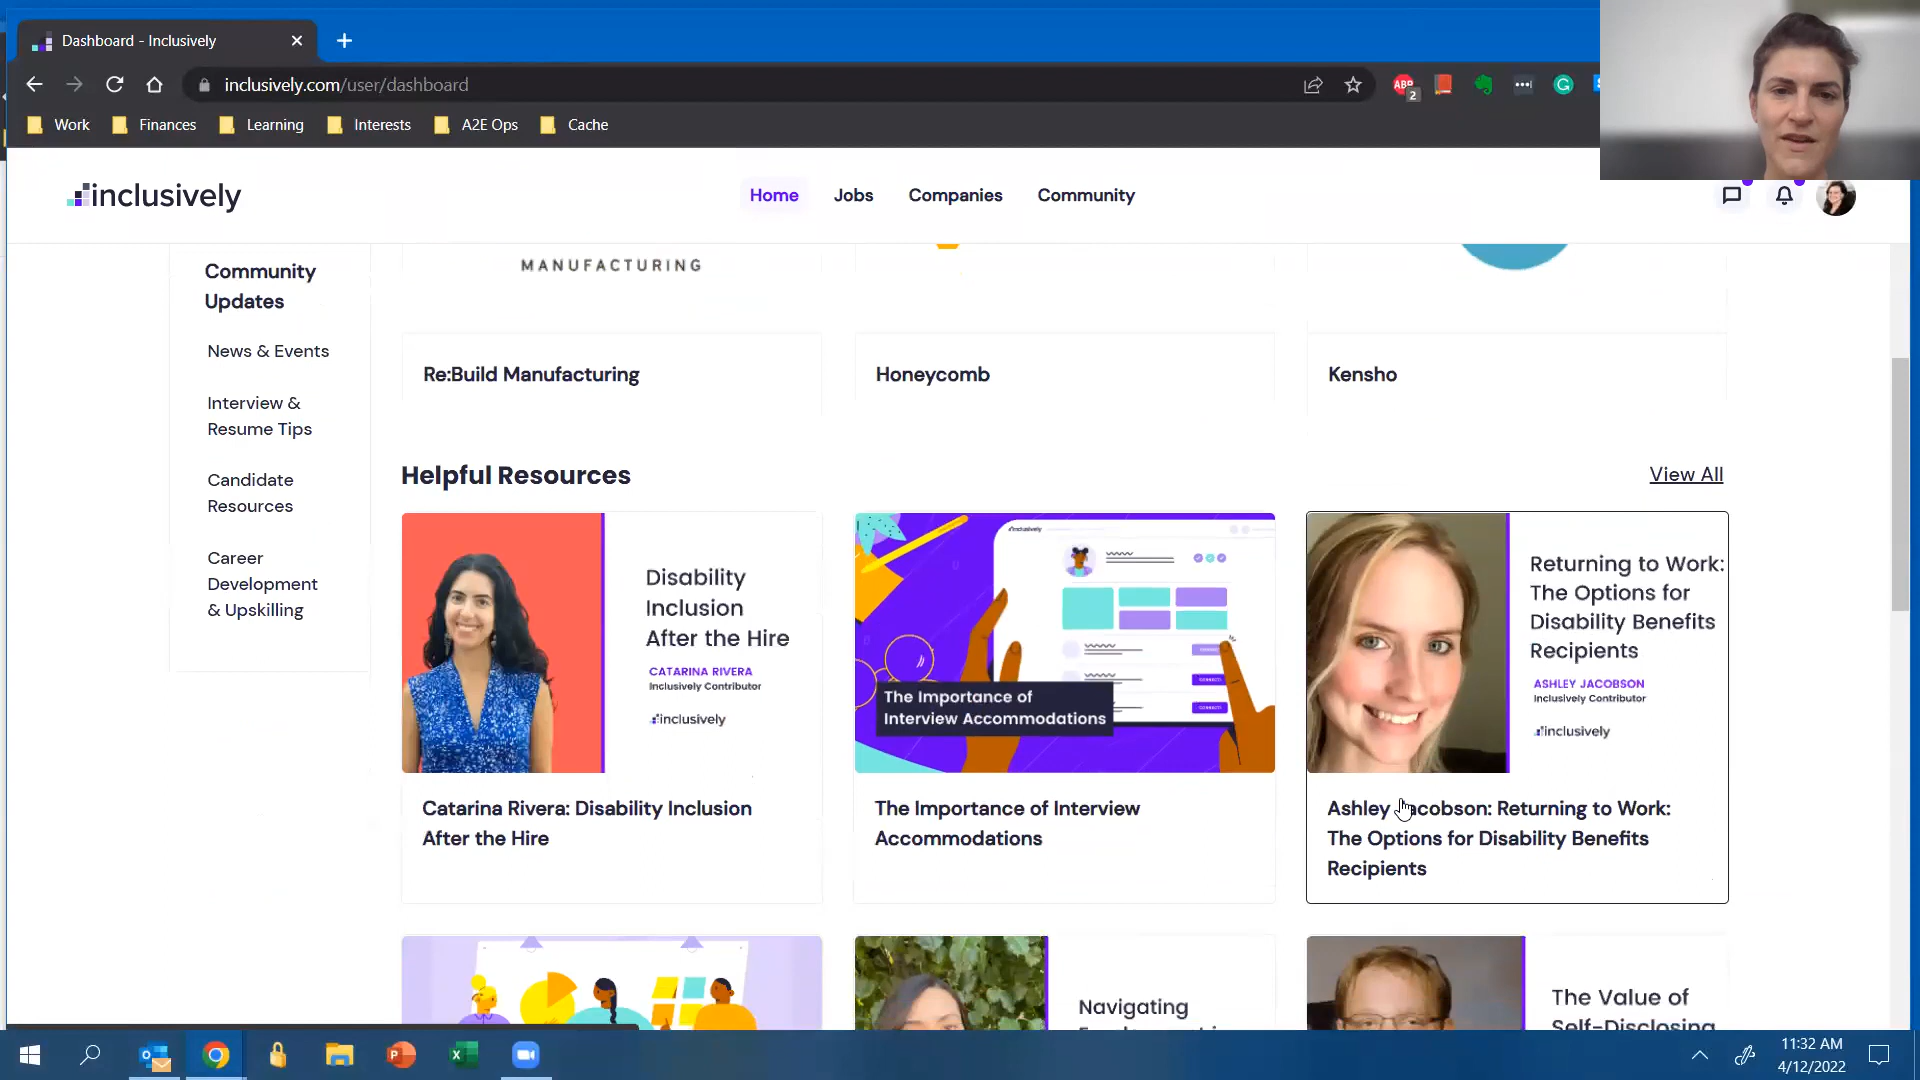 Dashboard - Inclusively
inclusively.com/user/dashboard
ABP
2
G
Work
Finances
Learning
Interests
A2E Ops
Cache
inclusively
Home
Jobs
Companies
Community
Community
Updates
News & Events
Interview &
Resume Tips
Candidate
Resources
Career
Development
& Upskilling
MANUFACTURING
Re:Build Manufacturing
Honeycomb
Kensho
Helpful Resources
View All
Disability
Inclusion
After the Hire
CATARINA RIVERA
Inclusively Contributor
inclusively
Catarina Rivera: Disability Inclusion
After the Hire
inclusively
The Importance of
Interview Accommodations
The Importance of Interview
Accommodations
Returning to Work:
The Options for
Disability Benefits
Recipients
ASHLEY JACOBSON
Inclusively Contributor
inclusively
Ashley Jacobson: Returning to Work:
The Options for Disability Benefits
Recipients
Navigating
The Value of
Self-Disclosing
11:32 AM
4/12/2022